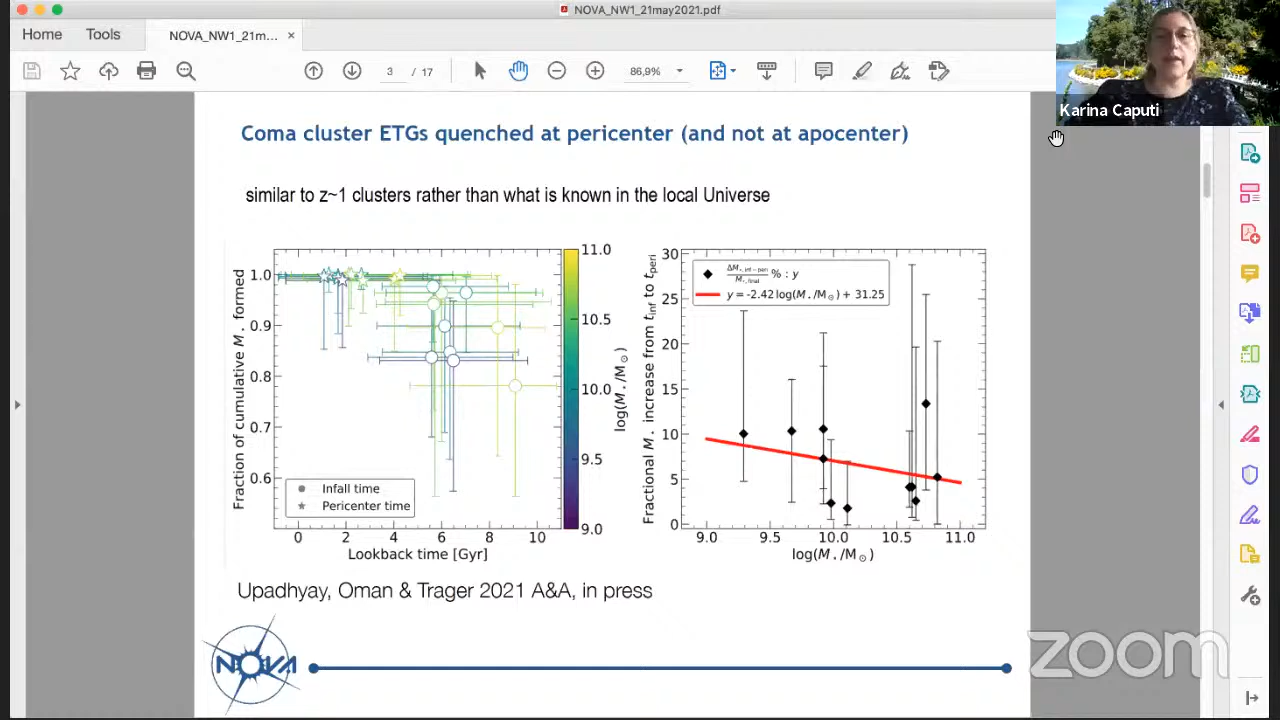 NOVA_NW1_21may2021.pdf
Home
Tools
NOVA_NW1_21m...
3 / 17
86,9%
Karina Caputi
Coma cluster ETGs quenched at pericenter (and not at apocenter)
similar to z~1 clusters rather than what is known in the local Universe
Fraction of cumulative M⋆ formed
1.0
0.9
0.8
0.7
0.6
Infall time
Pericenter time
0 2 4 6 8 10
Lookback time [Gyr]
11.0
10.5
10.0
9.5
9.0
log(M⋆/M⊙)
Fractional M⋆ increase from t_inf to t_peri
30
25
20
15
10
5
0
ΔM⋆,inf−peri / M⋆,final % : y
y = -2.42 log(M⋆/M⊙) + 31.25
9.0 9.5 10.0 10.5 11.0
log(M⋆/M⊙)
Upadhyay, Oman & Trager 2021 A&A, in press
NOVA
zoom